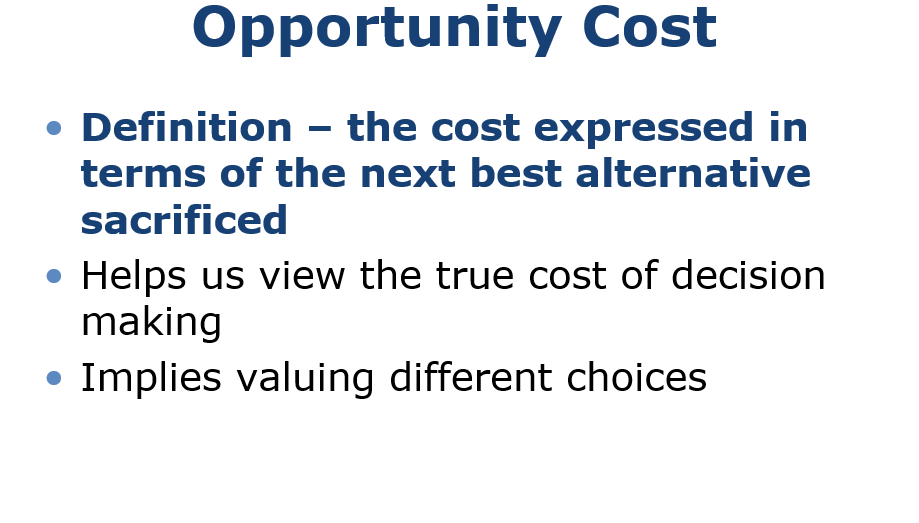 Opportunity Cost
• Definition – the cost expressed in
terms of the next best alternative
sacrificed
• Helps us view the true cost of decision
making
• Implies valuing different choices